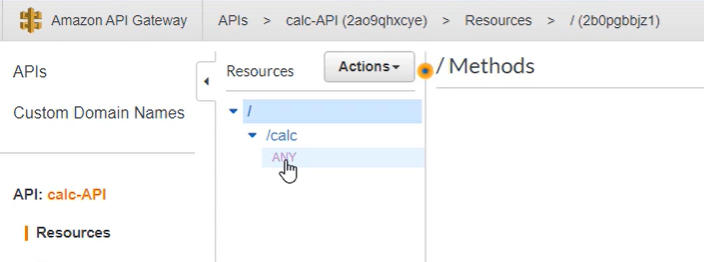 Amazon API Gateway APIs > calc-API (2ao9qhxcye) > Resources > / (2b0pgbbjz1)
APIs
Custom Domain Names
API: calc-API
Resources
Resources Actions
/
/calc
ANY
/ Methods